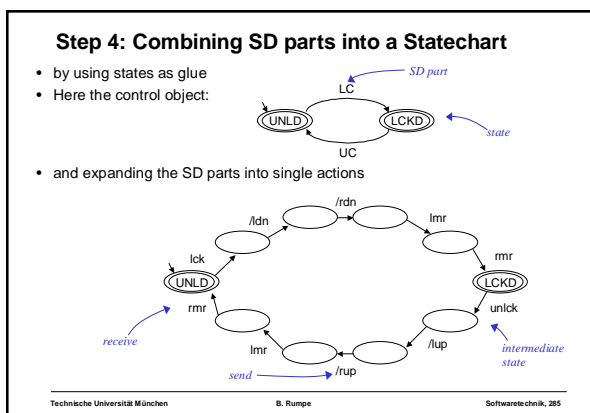 Step 4: Combining SD parts into a Statechart
• by using states as glue
• Here the control object:
SD part
LC
UNLD
LCKD
state
UC
• and expanding the SD parts into single actions
/rdn
/ldn
lmr
lck
rmr
UNLD
LCKD
rmr
unlck
receive
lmr
/lup
intermediate
state
send
/rup
Technische Universität München B. Rumpe Softwaretechnik, 285